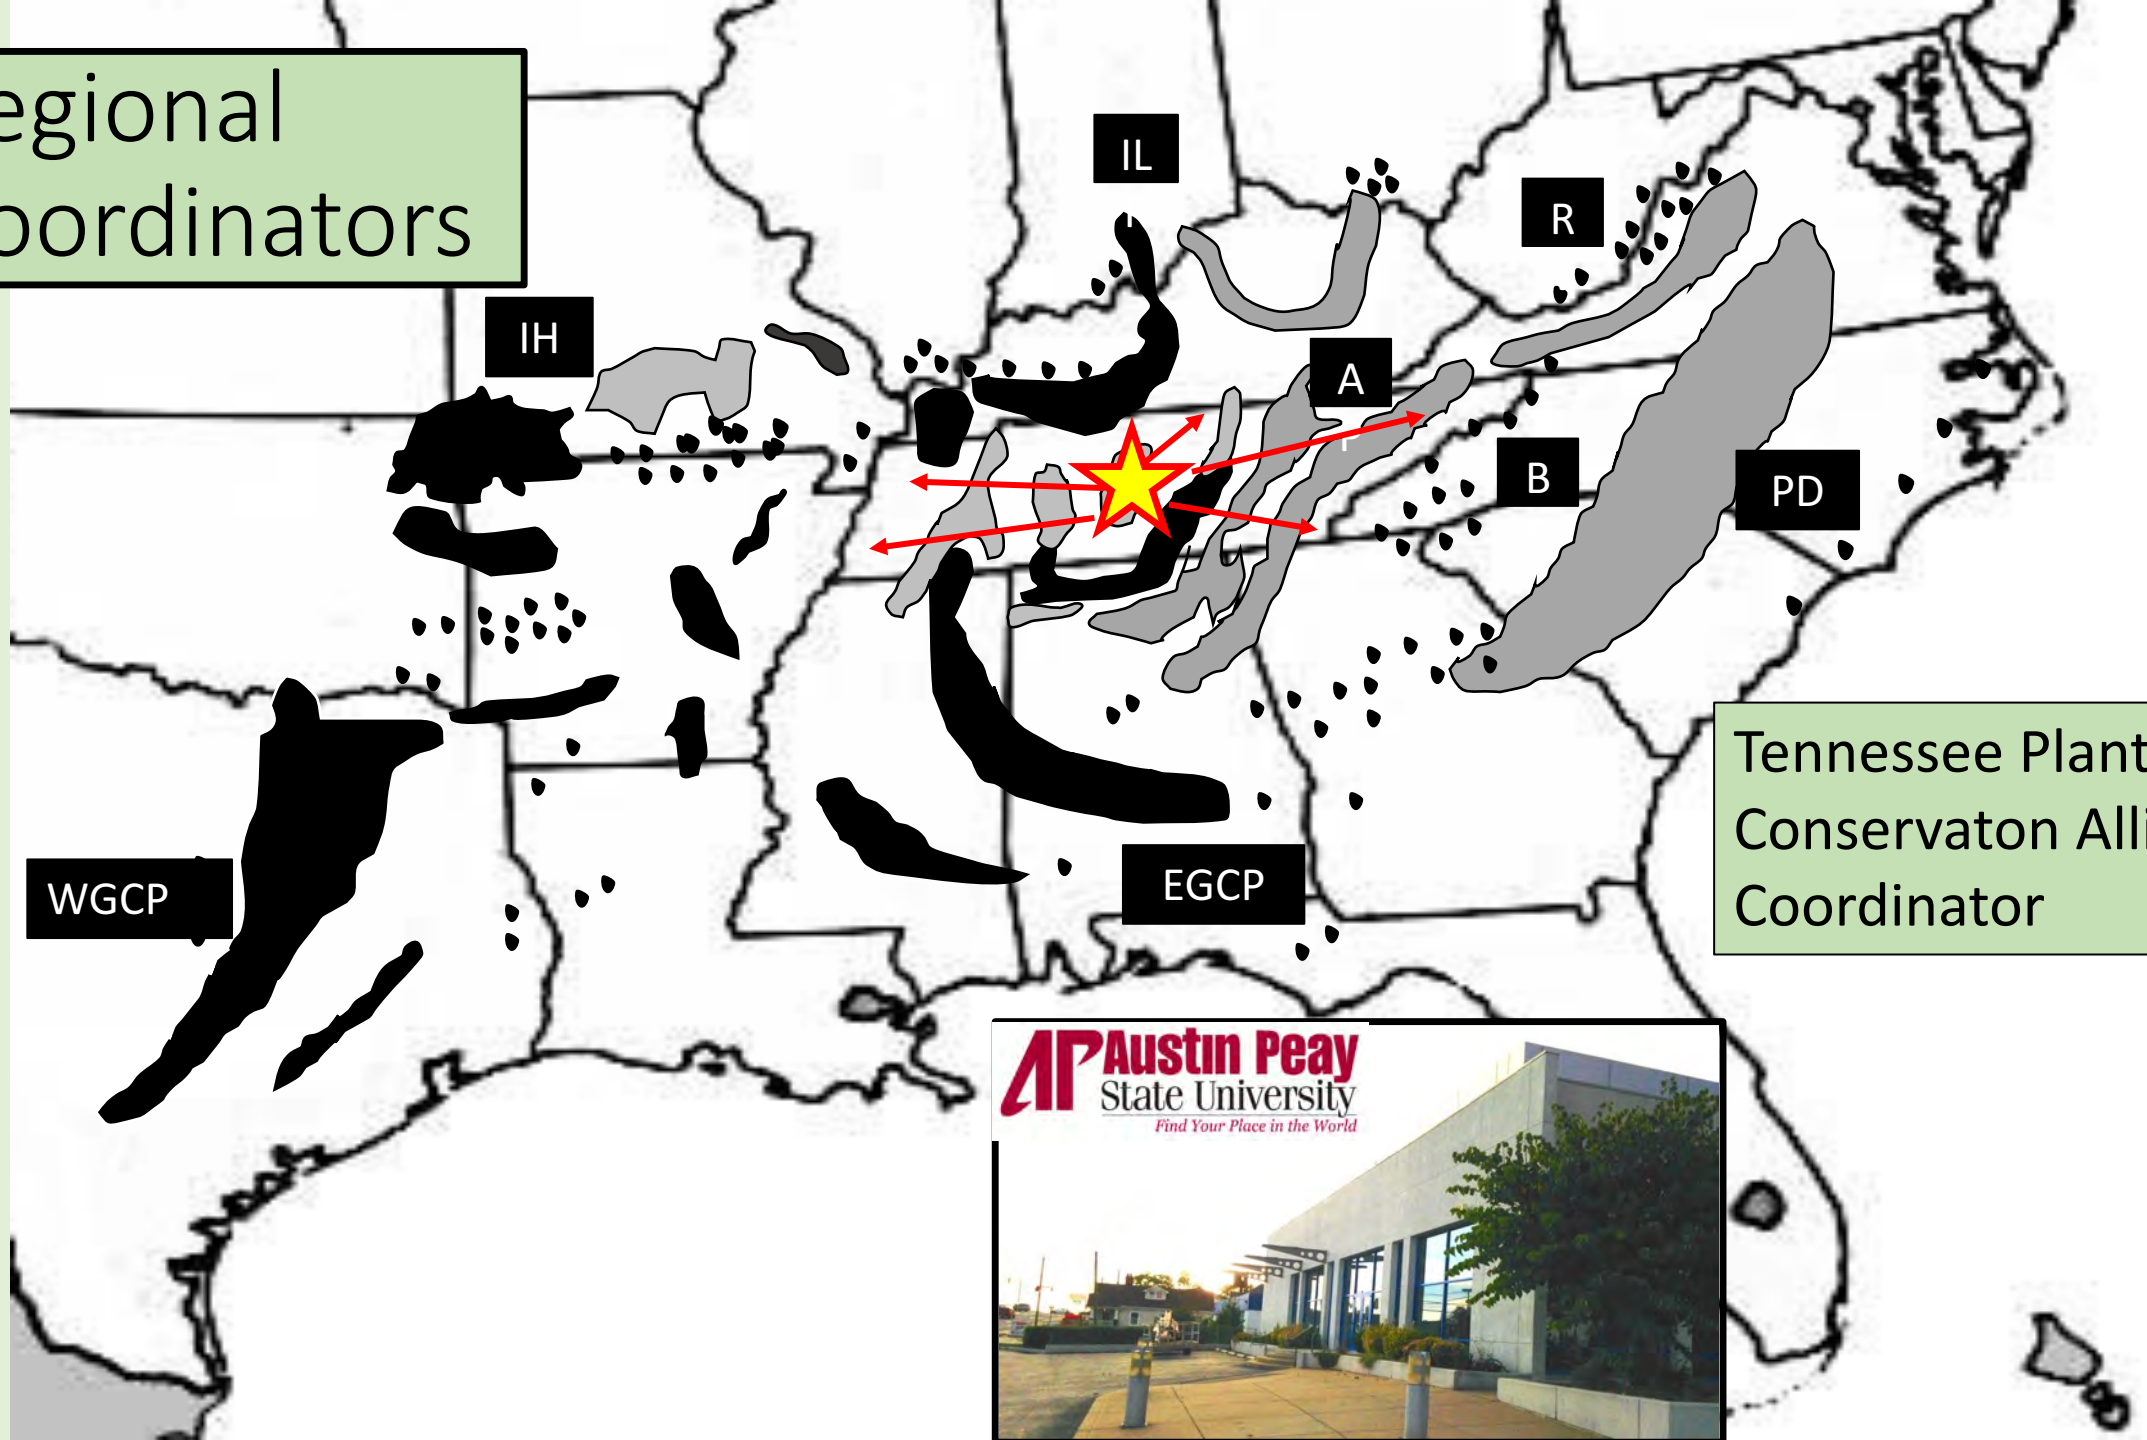 egional
oordinators
IL
R
IH
A
P
B
PD
Tennessee Plant
Conservaton Alli
Coordinator
WGCP
EGCP
AP Austin Peay
State University
Find Your Place in the World